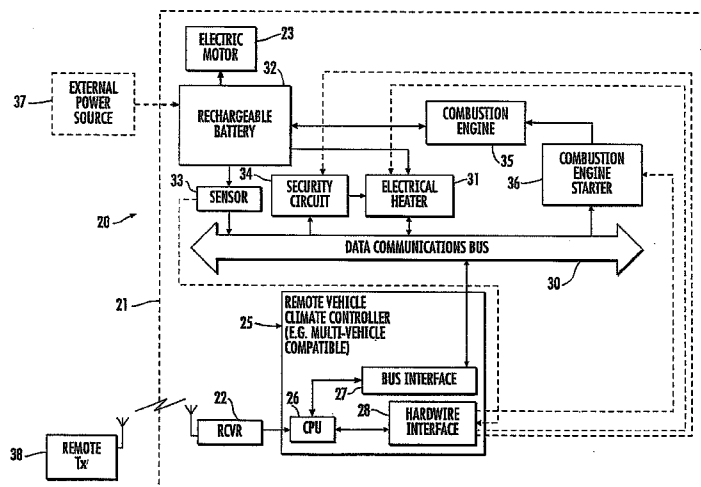 ELECTRIC
MOTOR
23
32
37
EXTERNAL
POWER
SOURCE
RECHARGEABLE
BATTERY
COMBUSTION
ENGINE
35
COMBUSTION
ENGINE
STARTER
36
33
SENSOR
34
SECURITY
CIRCUIT
ELECTRICAL
HEATER
31
20
DATA COMMUNICATIONS BUS
30
21
25
REMOTE VEHICLE
CLIMATE CONTROLLER
(E.G. MULTI-VEHICLE
COMPATIBLE)
BUS INTERFACE
27
22
RCVR
26
CPU
28
HARDWIRE
INTERFACE
38
REMOTE
Tx'